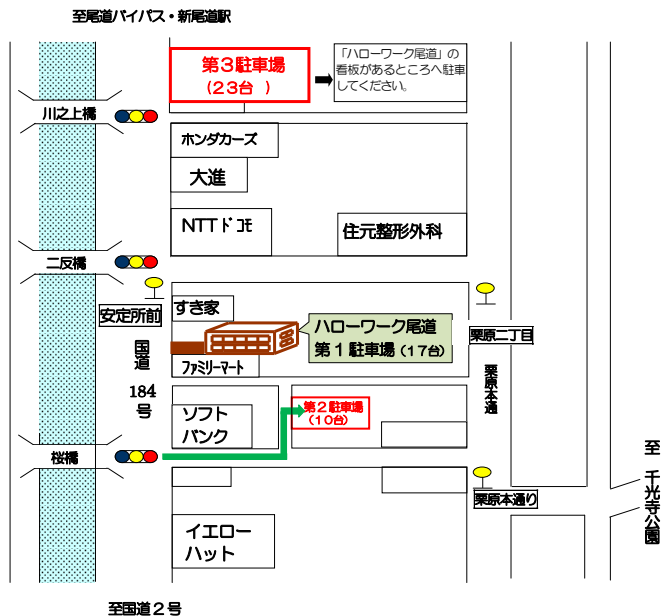 至尾道バイパス・新尾道駅
第3駐車場
(23台 )
「ハローワーク尾道」の
看板があるところへ駐車
してください。
川之上橋
ホンダカーズ
大進
NTTドコモ
住元整形外科
二反橋
安定所前
すき家
ハローワーク尾道
第1駐車場(17台)
栗原二丁目
ファミリーマート
国道
184
号
栗原本通
第2駐車場
(10台)
ソフト
バンク
桜橋
栗原本通り
至 千光寺公園
イエロー
ハット
至国道2号